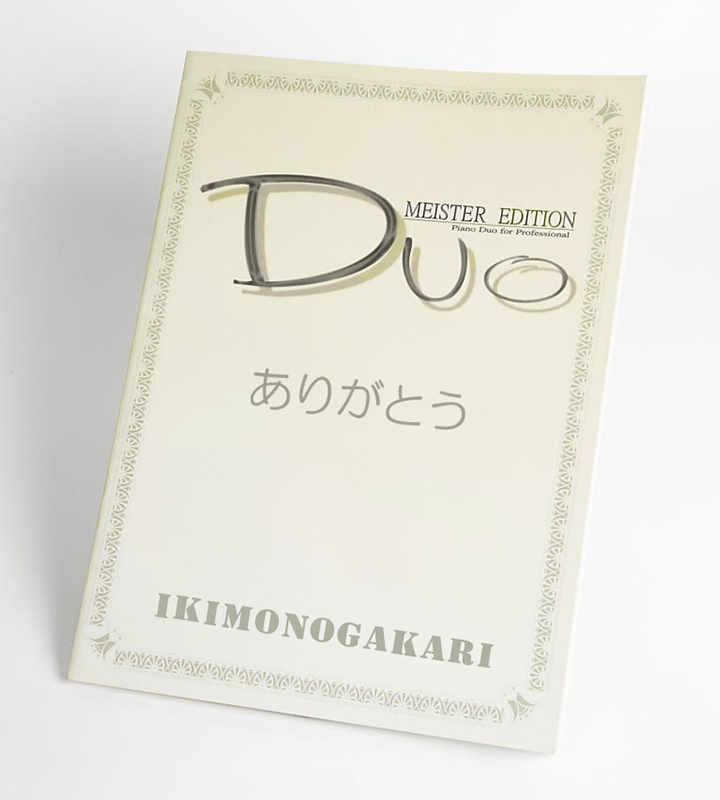 DUO
MEISTER EDITION
Piano Duo for Professional
ありがとう
IKIMONOGAKARI